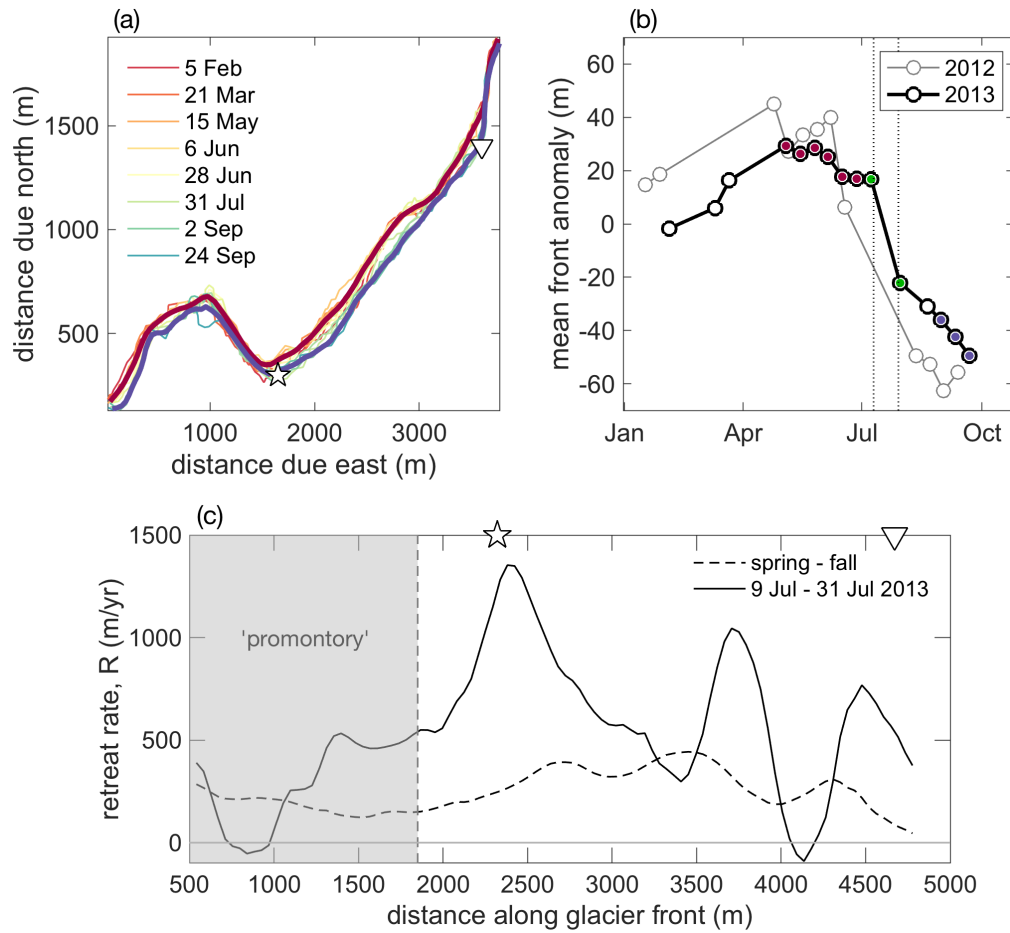 (a)
distance due north (m)
1500
1000
500
5 Feb
21 Mar
15 May
6 Jun
28 Jun
31 Jul
2 Sep
24 Sep
1000 2000 3000
distance due east (m)
(b)
mean front anomaly (m)
60
40
20
0
-20
-40
-60
2012
2013
Jan Apr Jul Oct
(c)
retreat rate, R (m/yr)
1500
1000
500
0
'promontory'
spring - fall
9 Jul - 31 Jul 2013
500 1000 1500 2000 2500 3000 3500 4000 4500 5000
distance along glacier front (m)